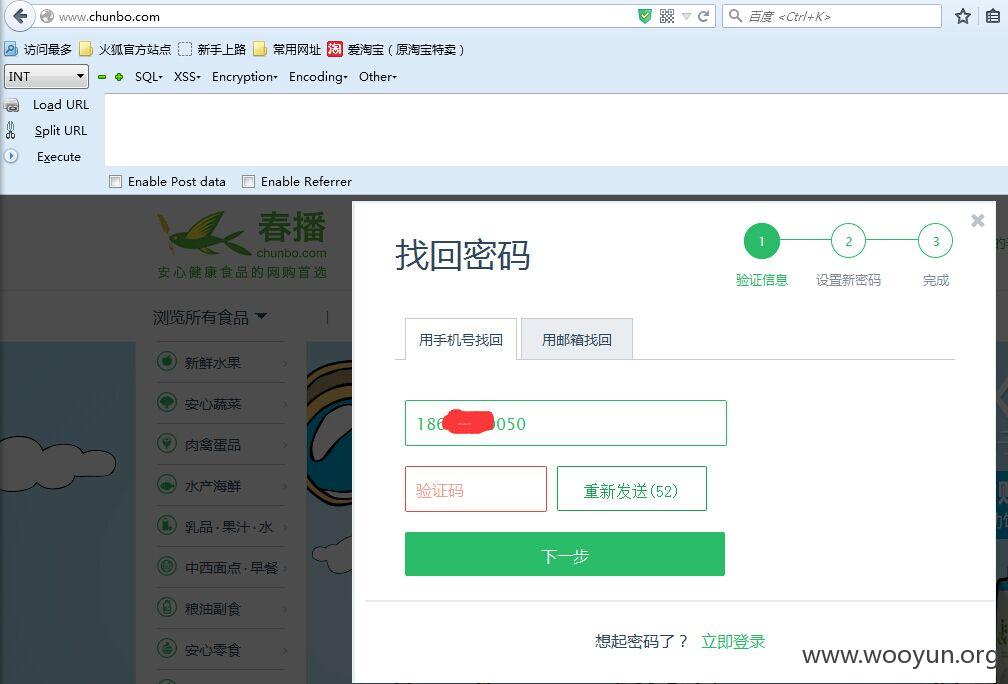 www.chunbo.com
百度 <Ctrl+K>
访问最多 火狐官方站点 新手上路 常用网址 淘 爱淘宝（原淘宝特卖）
INT SQL XSS Encryption Encoding Other
Load URL
Split URL
Execute
Enable Post data Enable Referrer
春播
chunbo.com
安心健康食品的网购首选
浏览所有食品
新鲜水果
安心蔬菜
肉禽蛋品
水产海鲜
乳品·果汁·水
中西面点·早餐
粮油副食
安心零食
找回密码
1 2 3
验证信息 设置新密码 完成
用手机号找回 用邮箱找回
186 050
验证码 重新发送(52)
下一步
想起密码了？ 立即登录
www.wooyun.org